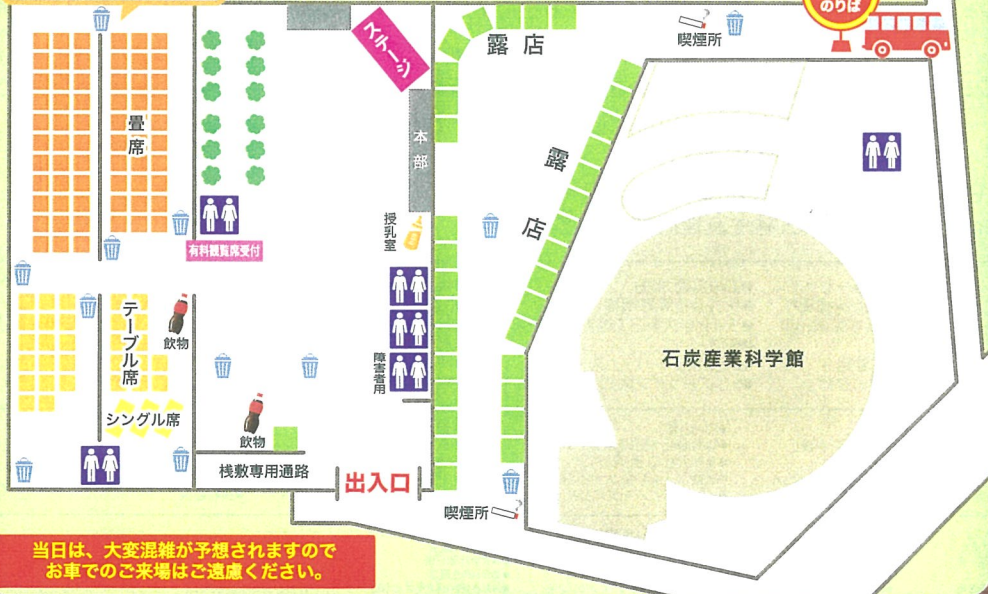 のりば
喫煙所
ステージ
露店
畳席
本部
露店
授乳室
有料観覧席受付
テーブル席
飲物
障害者用
石炭産業科学館
シングル席
飲物
桟敷専用通路
出入口
喫煙所
当日は、大変混雑が予想されますので
お車でのご来場はご遠慮ください。